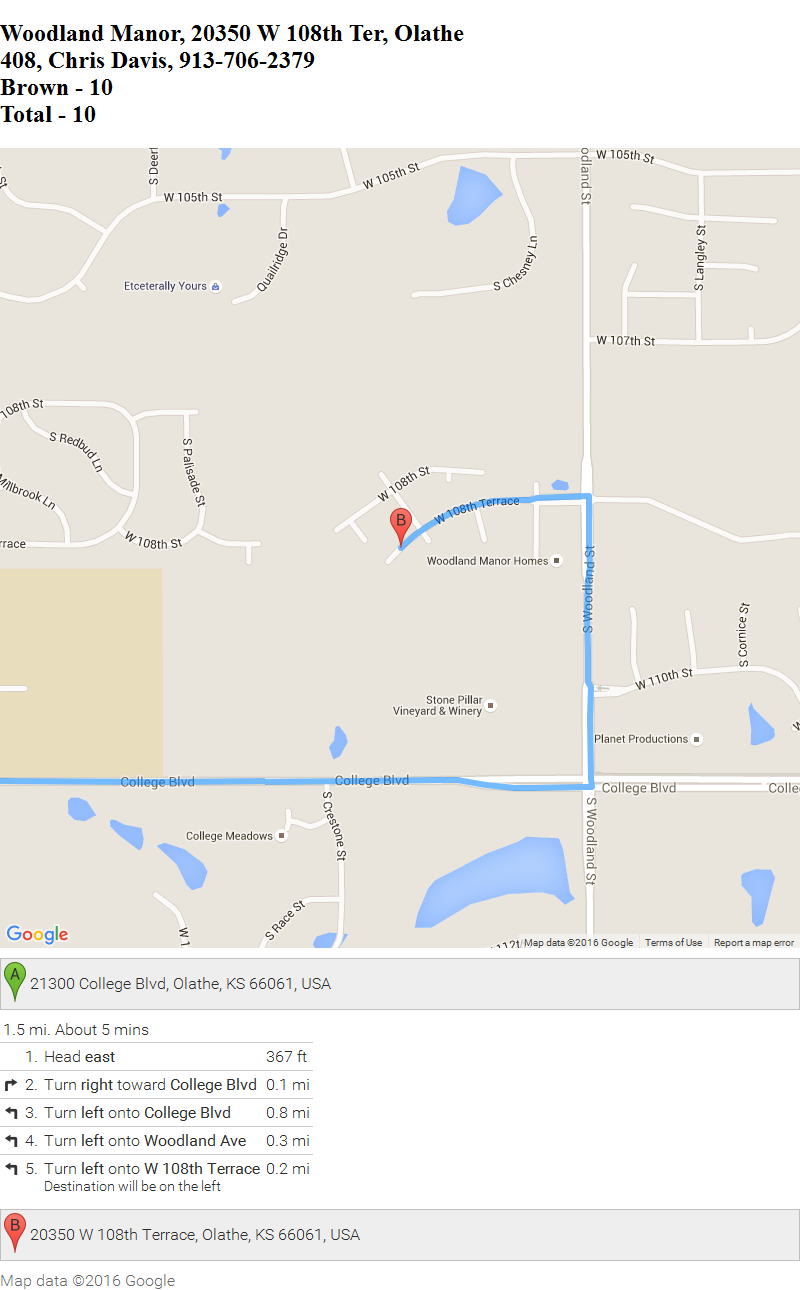 Woodland Manor, 20350 W 108th Ter, Olathe
408, Chris Davis, 913-706-2379
Brown - 10
Total - 10
S Deerf
W 105th St
W 105th St
W 105th St
odland St
Quailridge Dr
S Chesney Ln
S Langley St
Etceterally Yours
W 107th St
108th St
S Redbud Ln
S Palisade St
Millbrook Ln
W 108th St
W 108th Terrace
B
rrace
W 108th St
Woodland Manor Homes
S Woodland St
S Cornice St
W 110th St
Stone Pillar
Vineyard & Winery
Planet Productions
W
College Blvd
College Blvd
College Blvd
Colle
S Crestone St
S Woodland St
College Meadows
S Race St
W 1
112t
Google
Map data ©2016 Google
Terms of Use
Report a map error
A
21300 College Blvd, Olathe, KS 66061, USA
1.5 mi. About 5 mins
1. Head east 367 ft
2. Turn right toward College Blvd 0.1 mi
3. Turn left onto College Blvd 0.8 mi
4. Turn left onto Woodland Ave 0.3 mi
5. Turn left onto W 108th Terrace 0.2 mi
Destination will be on the left
B
20350 W 108th Terrace, Olathe, KS 66061, USA
Map data ©2016 Google